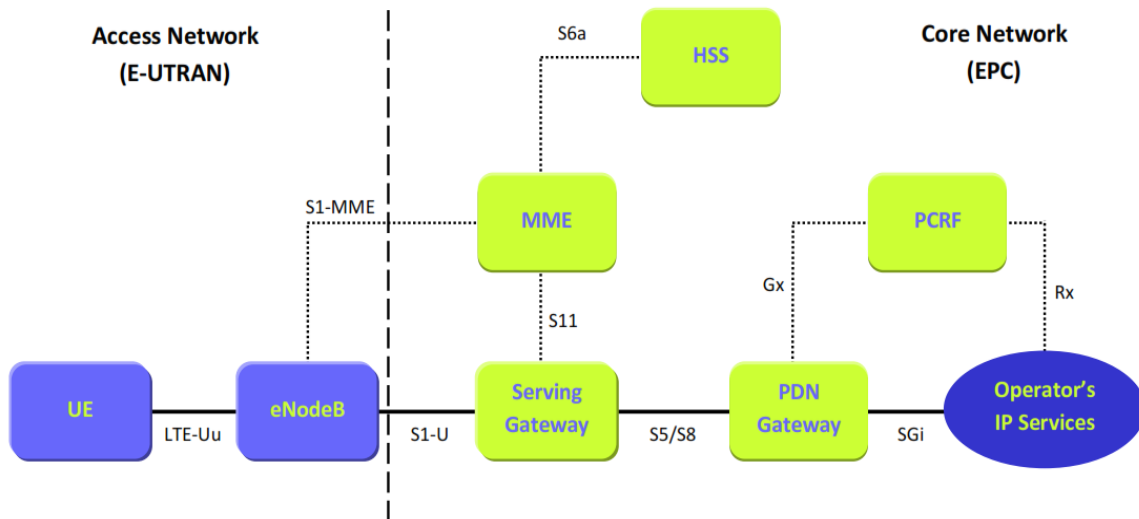 Access Network
(E-UTRAN)
S6a
HSS
Core Network
(EPC)
S1-MME
MME
PCRF
Gx
Rx
S11
UE
eNodeB
Serving
Gateway
PDN
Gateway
Operator’s
IP Services
LTE-Uu
S1-U
S5/S8
SGi